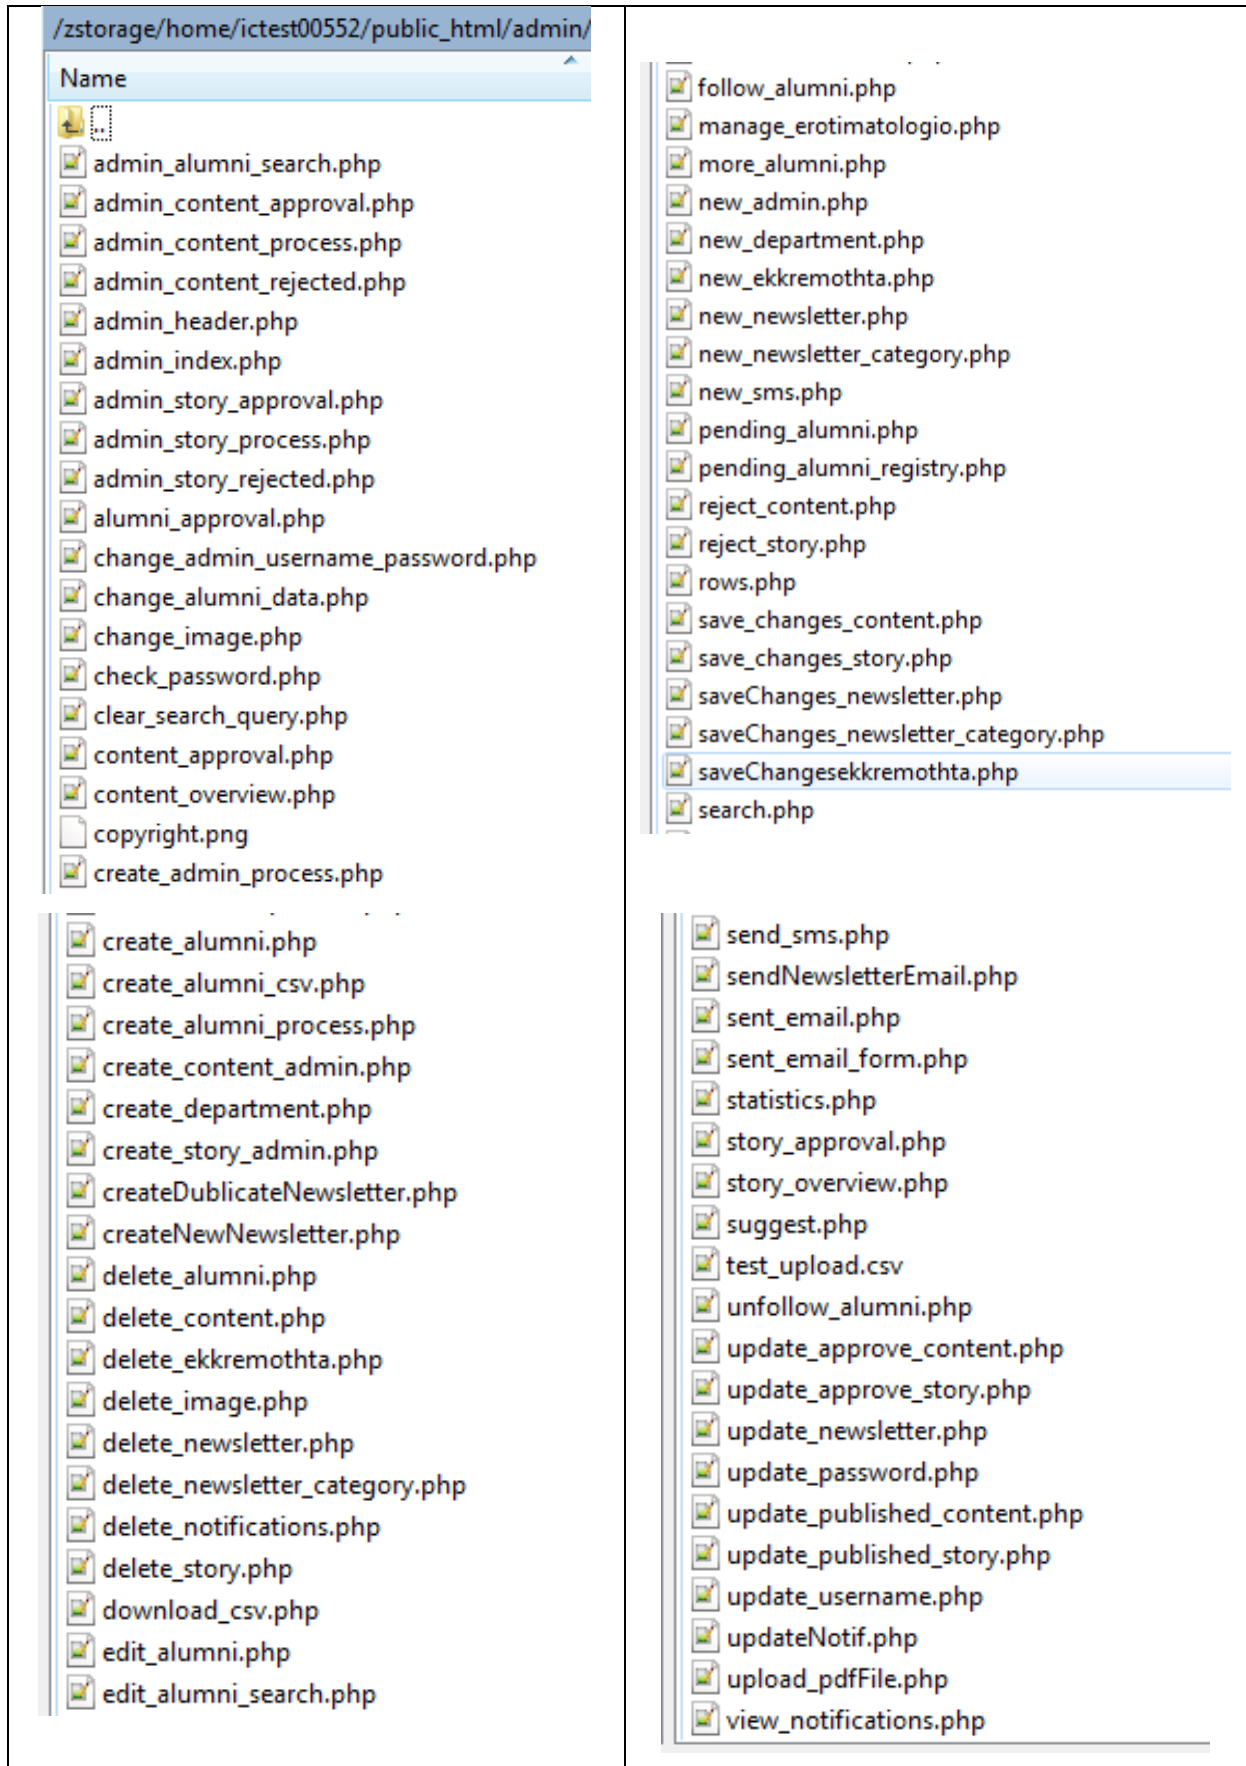 /zstorage/home/ictest00552/public_html/admin/
Name
..
admin_alumni_search.php
admin_content_approval.php
admin_content_process.php
admin_content_rejected.php
admin_header.php
admin_index.php
admin_story_approval.php
admin_story_process.php
admin_story_rejected.php
alumni_approval.php
change_admin_username_password.php
change_alumni_data.php
change_image.php
check_password.php
clear_search_query.php
content_approval.php
content_overview.php
copyright.png
create_admin_process.php
follow_alumni.php
manage_erotimatologio.php
more_alumni.php
new_admin.php
new_department.php
new_ekkremothta.php
new_newsletter.php
new_newsletter_category.php
new_sms.php
pending_alumni.php
pending_alumni_registry.php
reject_content.php
reject_story.php
rows.php
save_changes_content.php
save_changes_story.php
saveChanges_newsletter.php
saveChanges_newsletter_category.php
saveChangesekkremothta.php
search.php
create_alumni.php
create_alumni_csv.php
create_alumni_process.php
create_content_admin.php
create_department.php
create_story_admin.php
createDublicateNewsletter.php
createNewNewsletter.php
delete_alumni.php
delete_content.php
delete_ekkremothta.php
delete_image.php
delete_newsletter.php
delete_newsletter_category.php
delete_notifications.php
delete_story.php
download_csv.php
edit_alumni.php
edit_alumni_search.php
send_sms.php
sendNewsletterEmail.php
sent_email.php
sent_email_form.php
statistics.php
story_approval.php
story_overview.php
suggest.php
test_upload.csv
unfollow_alumni.php
update_approve_content.php
update_approve_story.php
update_newsletter.php
update_password.php
update_published_content.php
update_published_story.php
update_username.php
updateNotif.php
upload_pdfFile.php
view_notifications.php